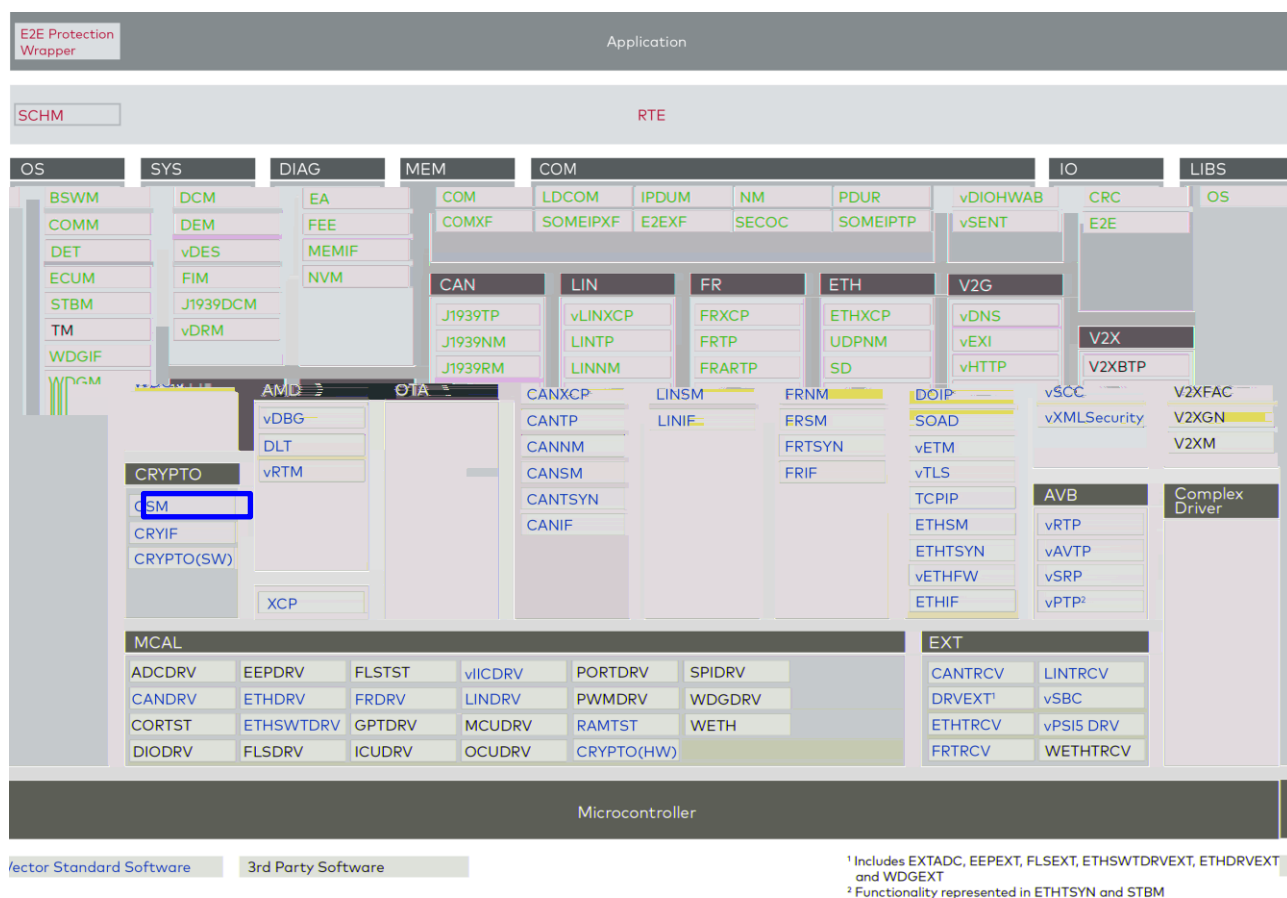 E2E Protection
Wrapper
Application
SCHM
RTE
OS SYS DIAG MEM COM IO LIBS
BSWM DCM EA COM LDCOM IPDUM NM PDUR vDIOHWAB CRC OS
COMM DEM FEE COMXF SOMEIPXF E2EXF SECOC SOMEIPTP vSENT E2E
DET vDES MEMIF
ECUM FIM NVM CAN LIN FR ETH V2G
STBM J1939DCM J1939TP vLINXCP FRXCP ETHXCP vDNS
TM vDRM J1939NM LINTP FRTP UDPNM vEXI V2X
WDGIF J1939RM LINNM FRARTP SD vHTTP V2XBTP
WDGM AMD OTA CANXCP LINSM FRNM DOIP vSCC V2XFAC
vDBG CANTP LINIF FRSM SOAD vXMLSecurity V2XGN
DLT CANNM FRTSYN vETM V2XM
CRYPTO vRTM CANSM FRIF vTLS
CSM CANTSYN TCPIP AVB Complex
Driver
CRYIF CANIF ETHSM vRTP
CRYPTO(SW) ETHTSYN vAVTP
vETHFW vSRP
XCP ETHIF vPTP²
MCAL EXT
ADCDRV EEPDRV FLSTST vIICDRV PORTDRV SPIDRV CANTRCV LINTRCV
CANDRV ETHDRV FRDRV LINDRV PWMDRV WDGDRV DRVEXT¹ vSBC
CORTST ETHSWTDRV GPTDRV MCUDRV RAMTST WETH ETHTRCV vPSI5 DRV
DIODRV FLSDRV ICUDRV OCUDRV CRYPTO(HW) FRTRCV WETHTRCV
Microcontroller
Vector Standard Software 3rd Party Software
¹ Includes EXTADC, EEPEXT, FLSEXT, ETHSWTDRVEXT, ETHDRVEXT
and WDGEXT
² Functionality represented in ETHTSYN and STBM